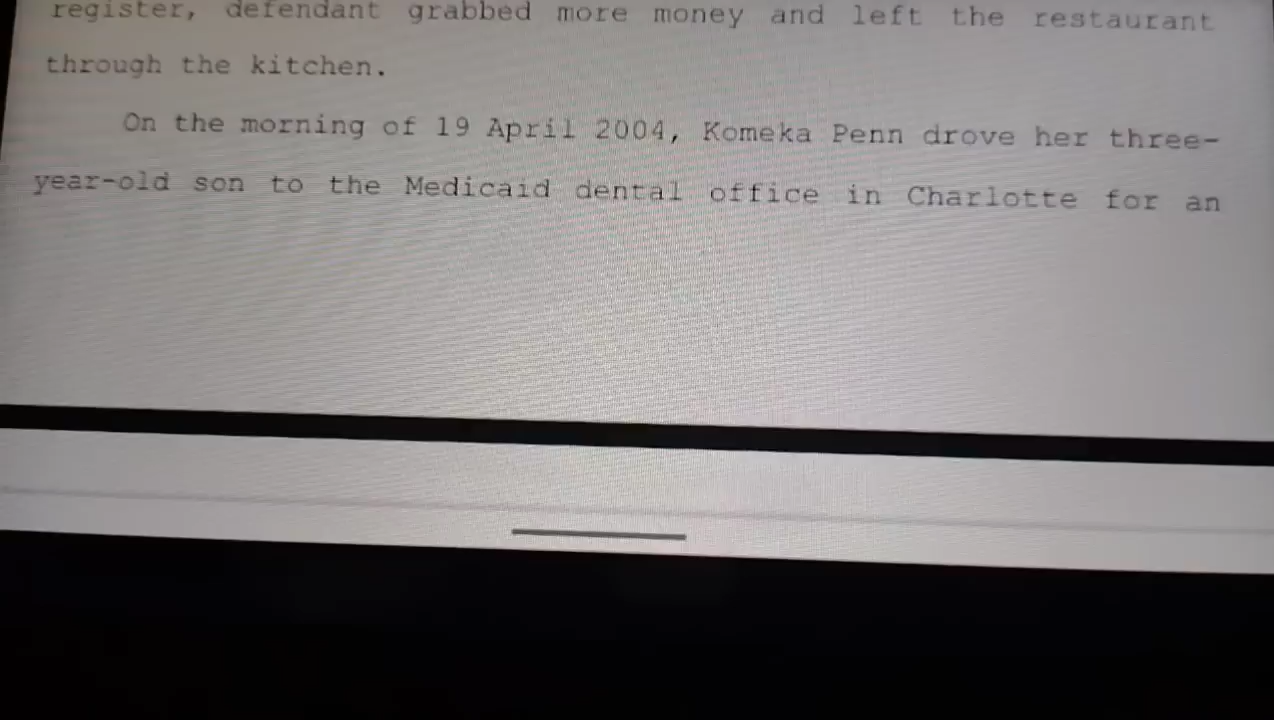 register, defendant grabbed more money and left the restaurant
through the kitchen.
On the morning of 19 April 2004, Komeka Penn drove her three-
year-old son to the Medicaid dental office in Charlotte for an